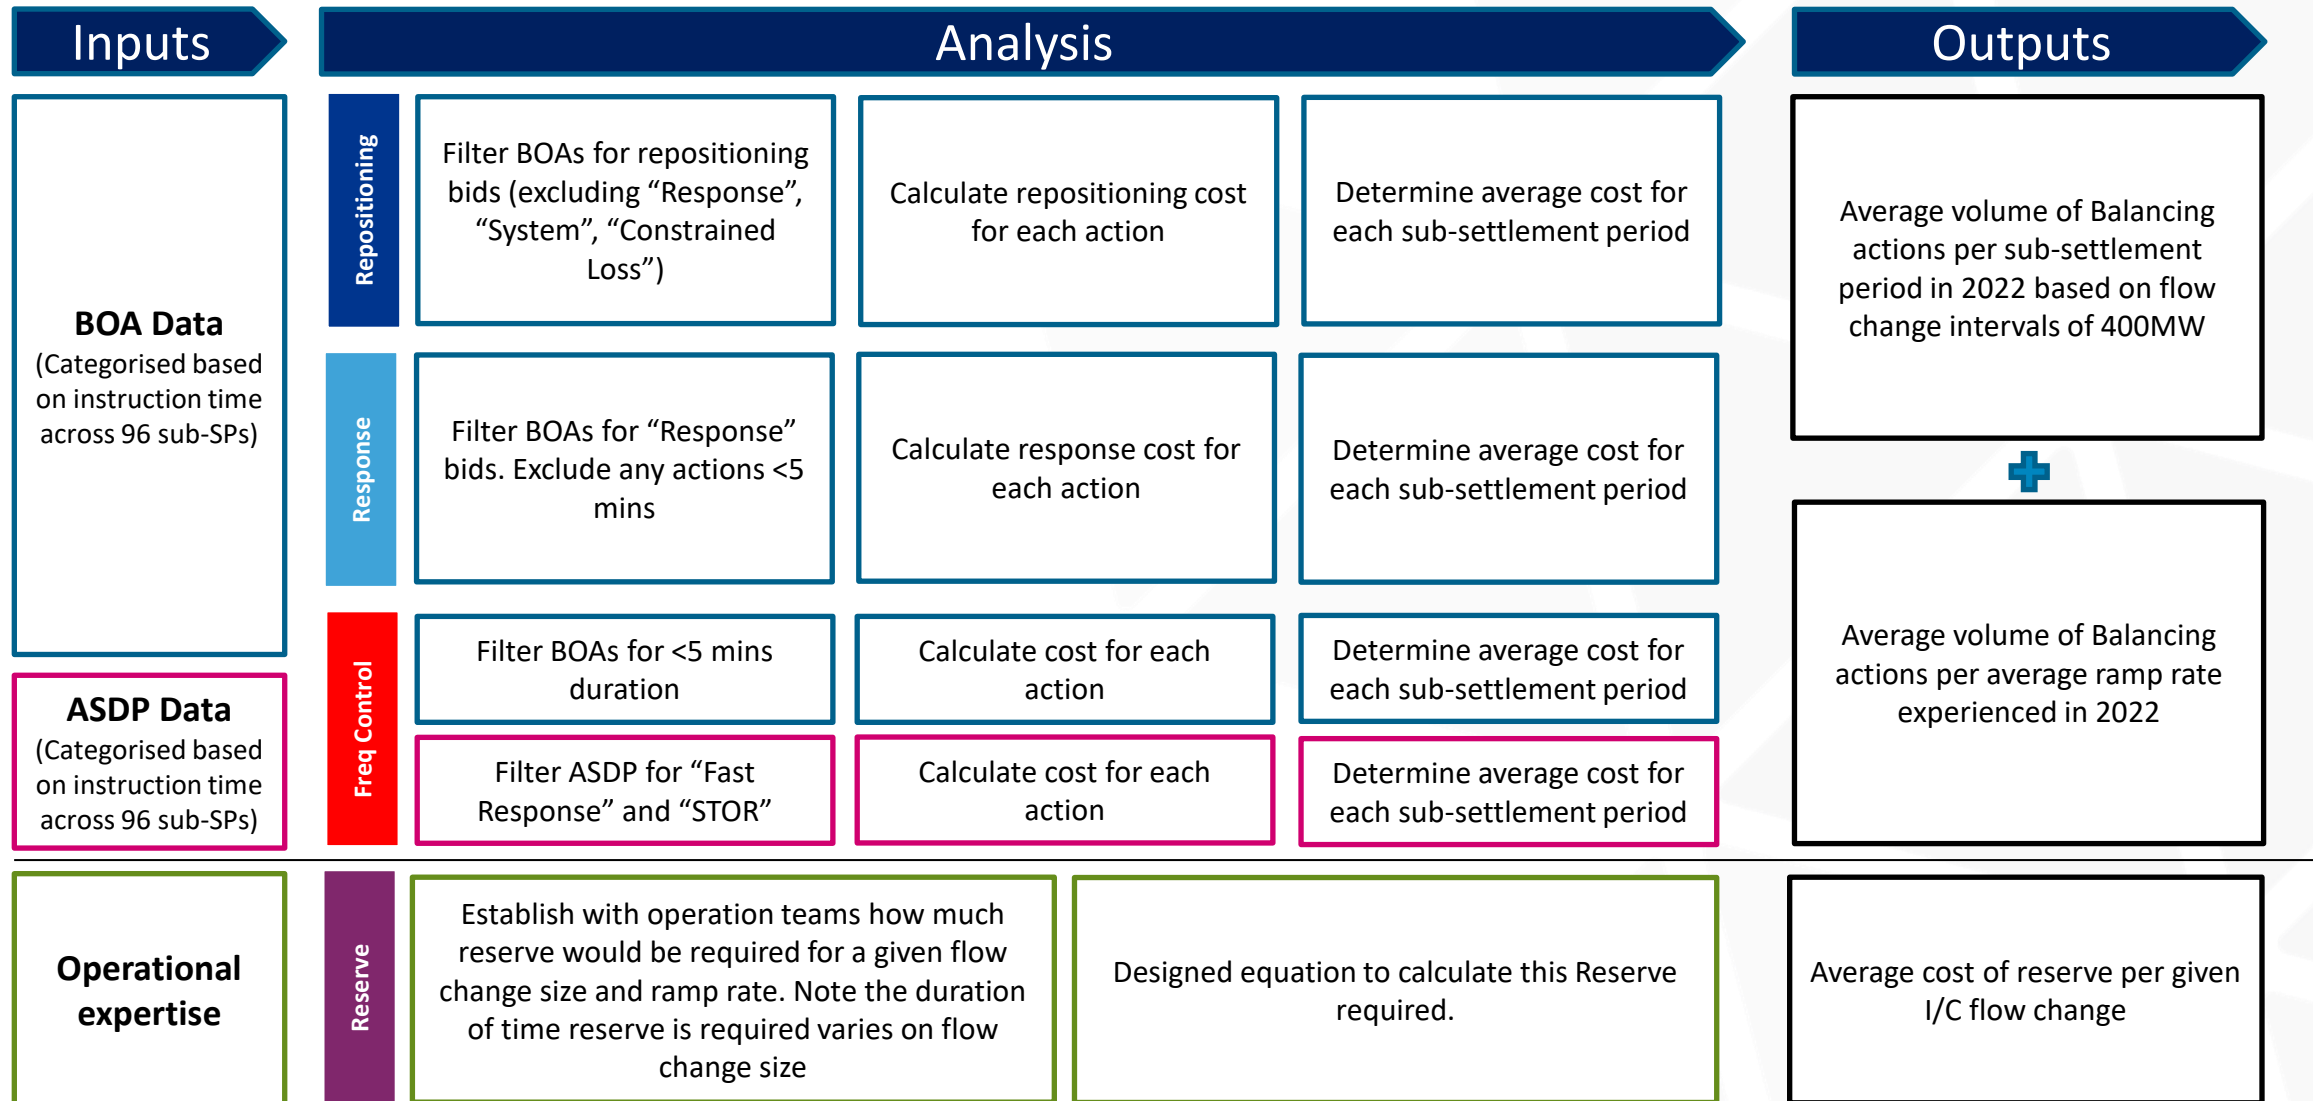 Inputs
Analysis
Outputs
BOA Data
(Categorised based
on instruction time
across 96 sub-SPs)
ASDP Data
(Categorised based
on instruction time
across 96 sub-SPs)
Repositioning
Filter BOAs for repositioning
bids (excluding “Response”,
“System”, “Constrained
Loss”)
Calculate repositioning cost
for each action
Determine average cost for
each sub-settlement period
Response
Filter BOAs for “Response”
bids. Exclude any actions <5
mins
Calculate response cost for
each action
Determine average cost for
each sub-settlement period
Freq Control
Filter BOAs for <5 mins
duration
Calculate cost for each
action
Determine average cost for
each sub-settlement period
Filter ASDP for “Fast
Response” and “STOR”
Calculate cost for each
action
Determine average cost for
each sub-settlement period
Average volume of Balancing
actions per sub-settlement
period in 2022 based on flow
change intervals of 400MW
Average volume of Balancing
actions per average ramp rate
experienced in 2022
Operational
expertise
Reserve
Establish with operation teams how much
reserve would be required for a given flow
change size and ramp rate. Note the duration
of time reserve is required varies on flow
change size
Designed equation to calculate this Reserve
required.
Average cost of reserve per given
I/C flow change